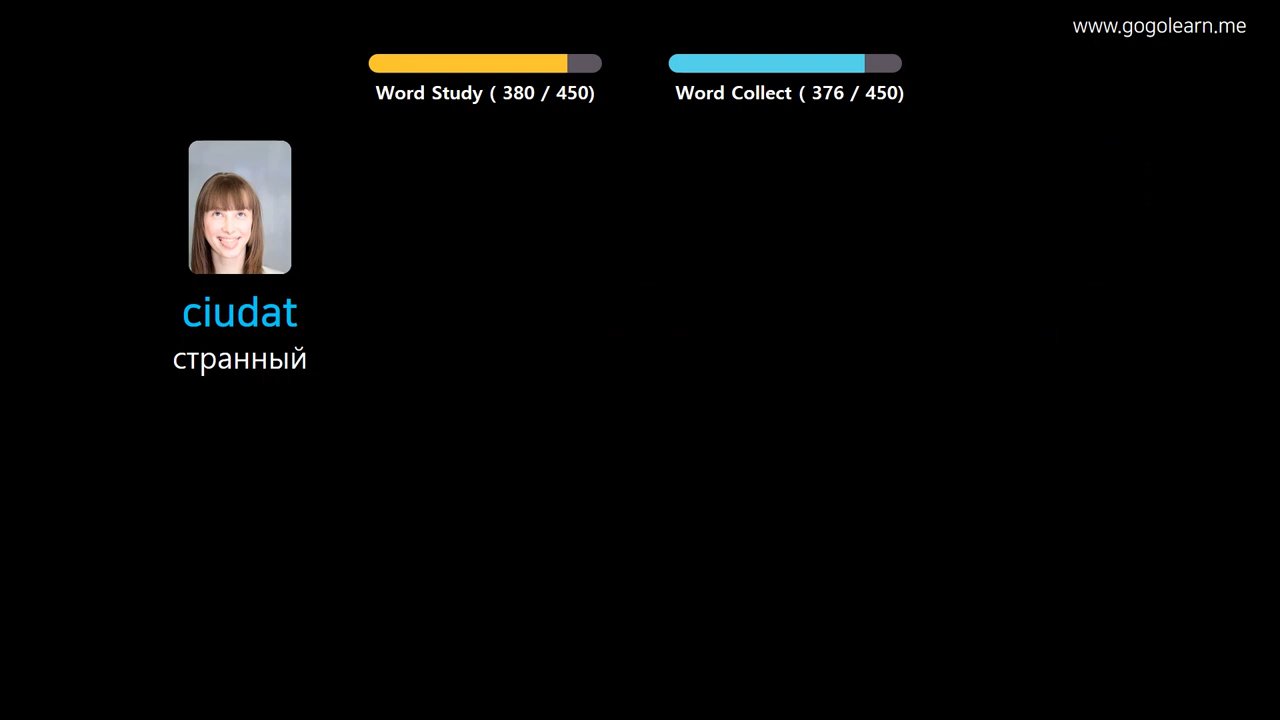 www.gogolearn.me
Word Study ( 380 / 450)
Word Collect ( 376 / 450)
ciudat
странный